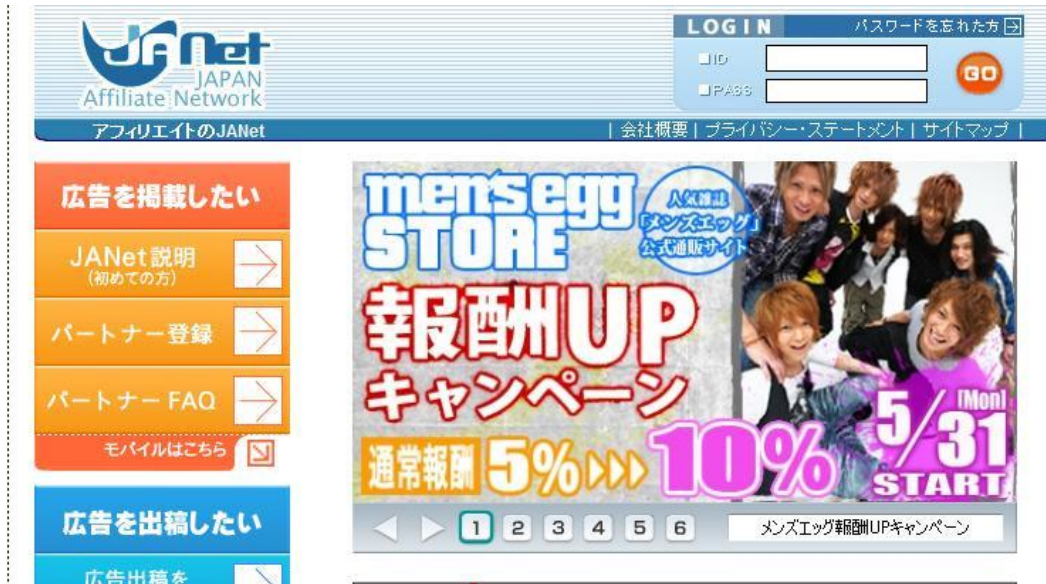 JANet
JAPAN
Affiliate Network
アフィリエイトのJANet
LOGIN
パスワードを忘れた方
ID
PASS
GO
| 会社概要 | プライバシー・ステートメント | サイトマップ |
広告を掲載したい
JANet説明
(初めての方)
パートナー登録
パートナー FAQ
モバイルはこちら
広告を出稿したい
広告出稿を
men's egg
STORE
人気雑誌
「メンズエッグ」
公式通販サイト
報酬UP
キャンペーン
通常報酬 5% 10%
5/31 [Mon]
START
1 2 3 4 5 6
メンズエッグ報酬UPキャンペーン